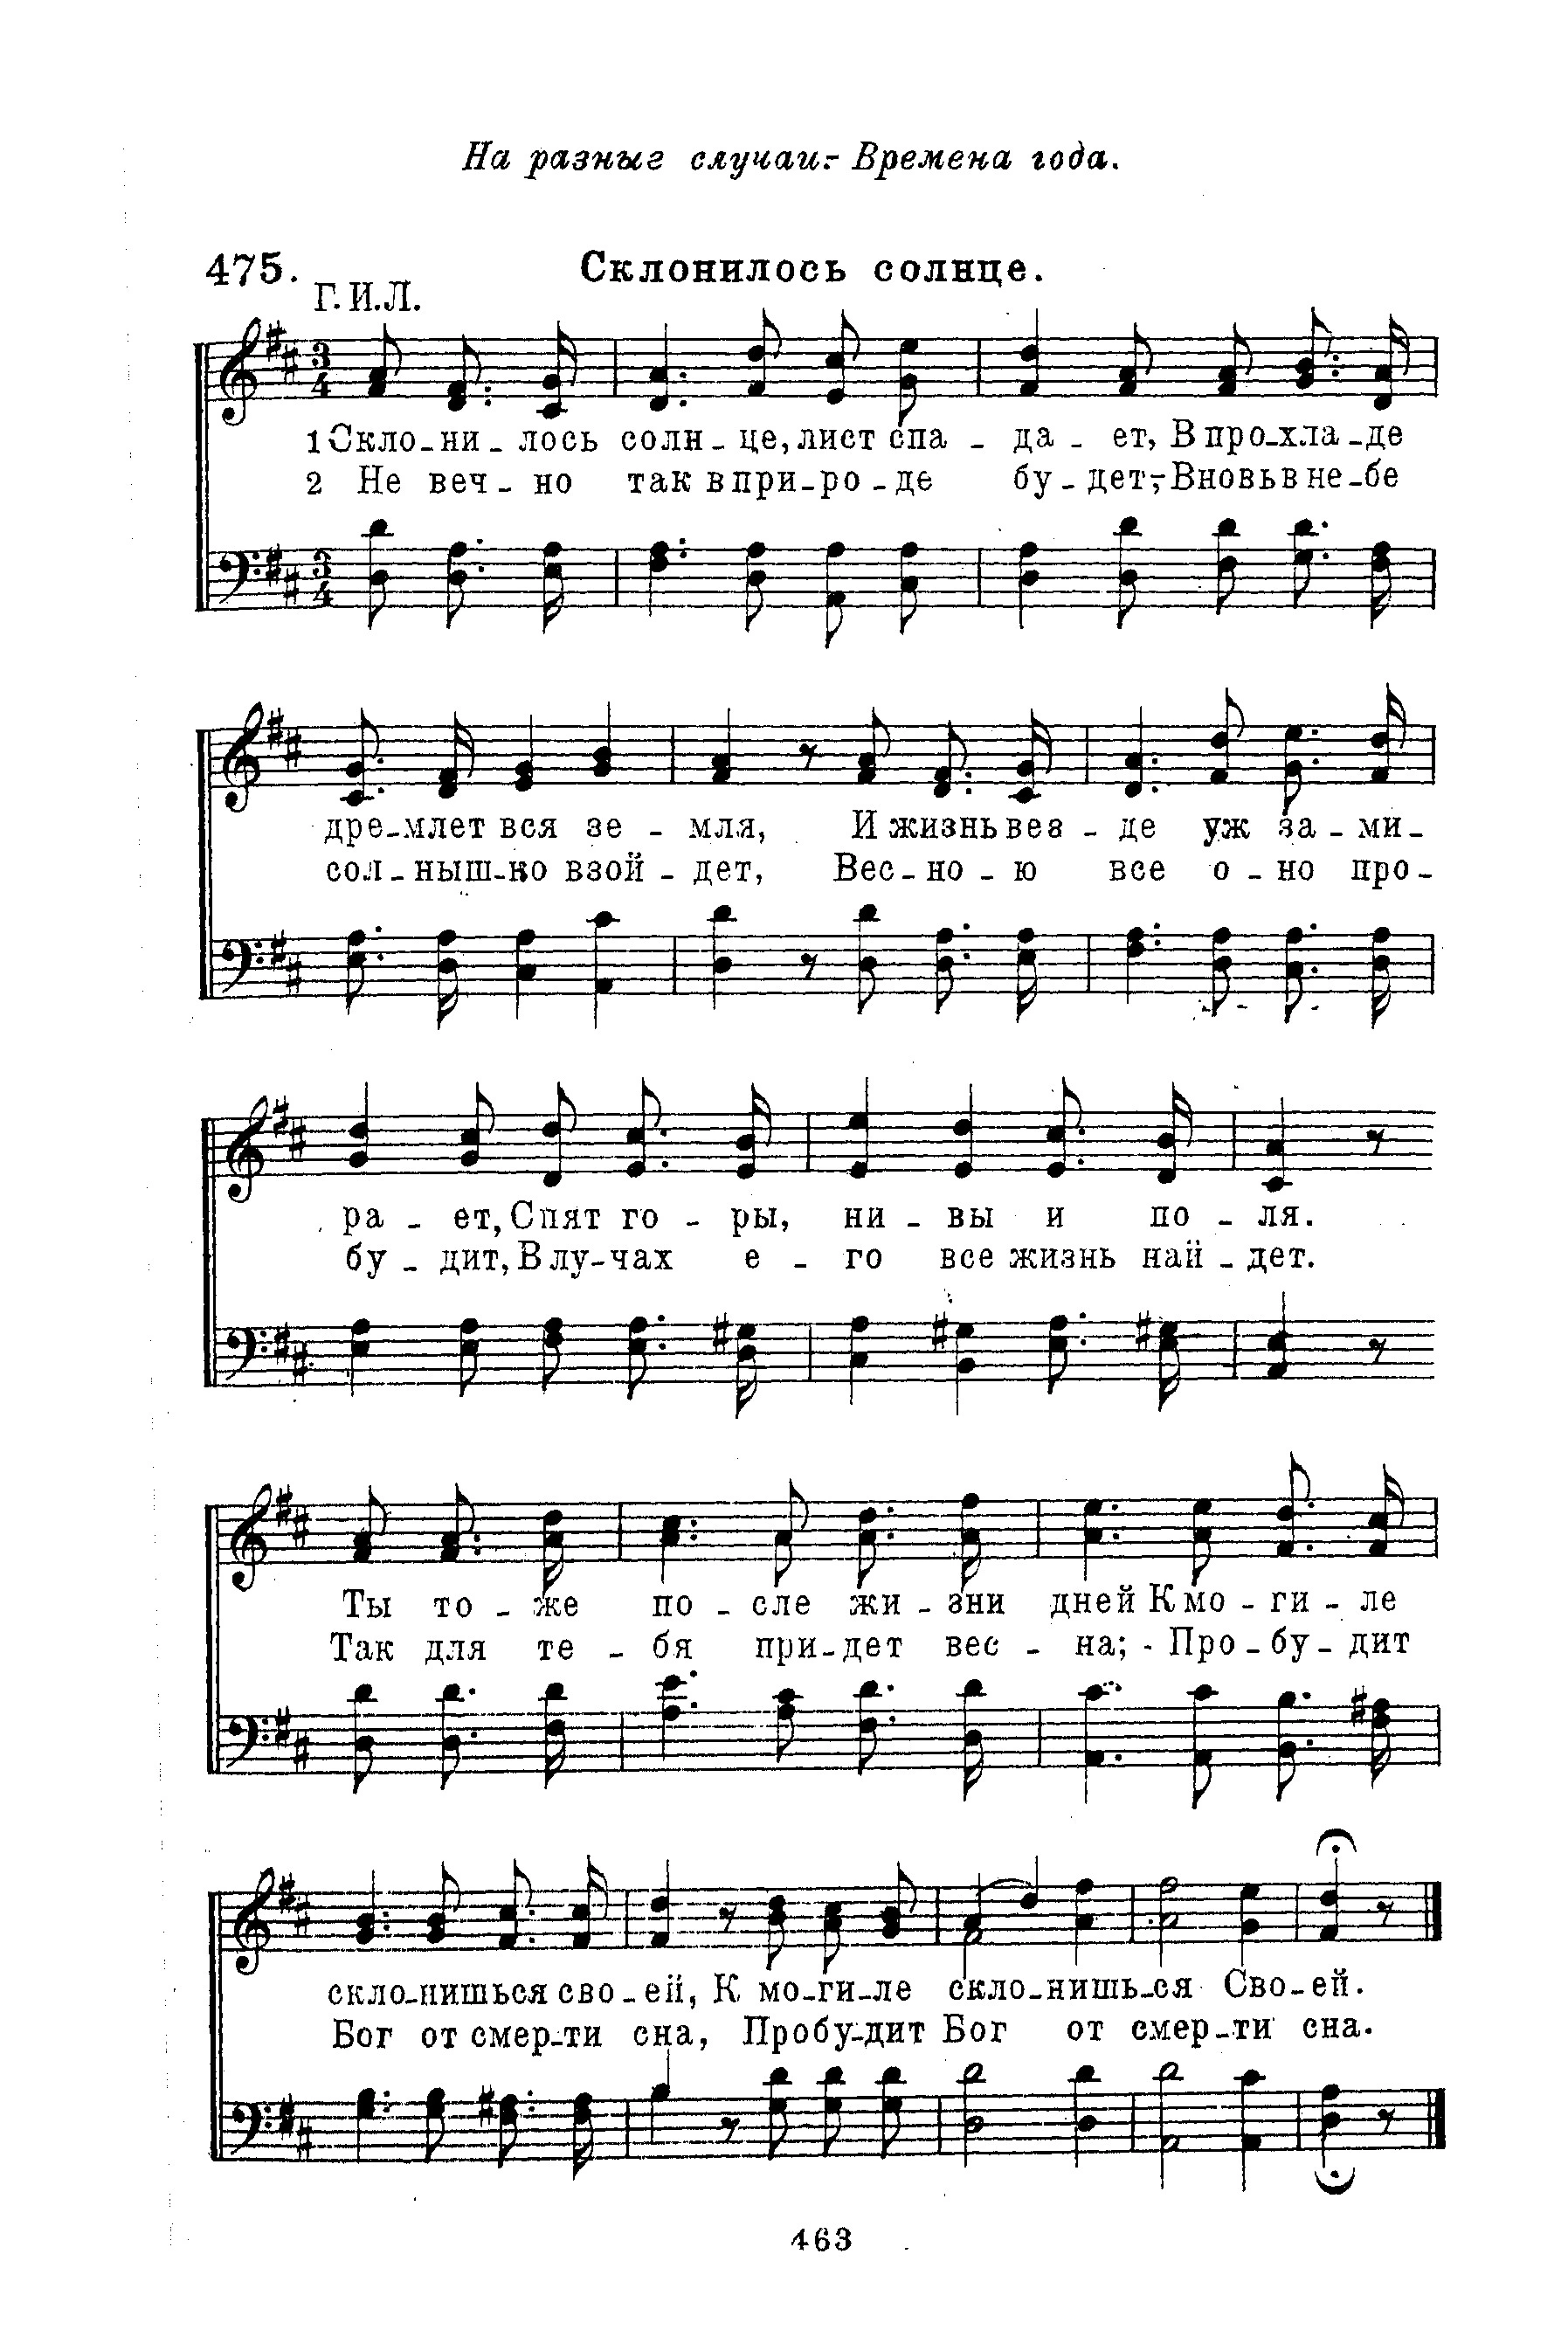 На разные случаи:- Времена года.
475. Склонилось солнце.
Г. И. Л.
3 4
1 Скло-ни-лось солн-це, лист спа-да-ет, В про-хла-де
2 Не веч-но так в при-ро-де бу-дет;- Вновь в не-бе
3 4
дре-млет вся зе-мля, И жизнь вез-де уж за-ми-
сол-ныш-ко взой-дет, Вес-но-ю все о-но про-
ра-ет, Спят го-ры, ни-вы и по-ля.
бу-дит, В лу-чах е-го все жизнь най-дет.
Ты то-же по-сле жи-зни дней К мо-ги-ле
Так для те-бя при-дет вес-на; - Про-бу-дит
скло-нишься сво-ей, К мо-ги-ле скло-нишь-ся Сво-ей.
Бог от смер-ти сна, Пробу-дит Бог от смер-ти сна.
463